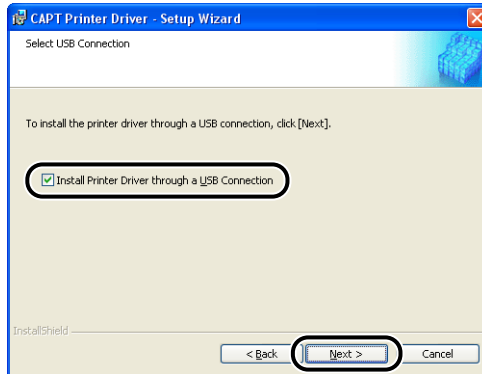 CAPT Printer Driver - Setup Wizard
Select USB Connection
To install the printer driver through a USB connection, click [Next].
Install Printer Driver through a USB Connection
InstallShield
< Back Next > Cancel